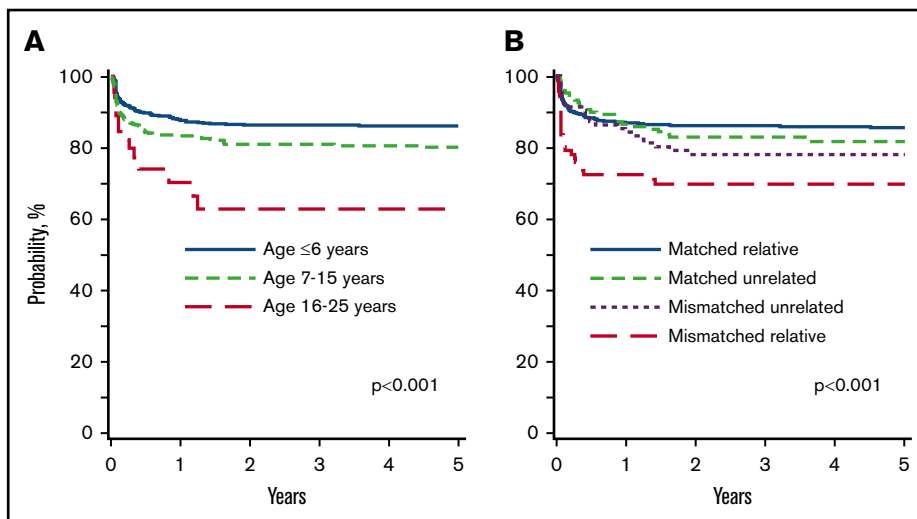 A
100
80
60
40
20
0
Probability, %
Age ≤6 years
Age 7-15 years
Age 16-25 years
p<0.001
0 1 2 3 4 5
Years
B
100
80
60
40
20
0
Matched relative
Matched unrelated
Mismatched unrelated
Mismatched relative
p<0.001
0 1 2 3 4 5
Years